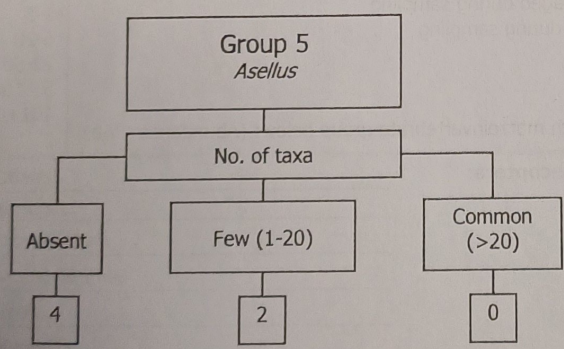 Group 5
Asellus
No. of taxa
Absent
Few (1-20)
Common
(>20)
4
2
0